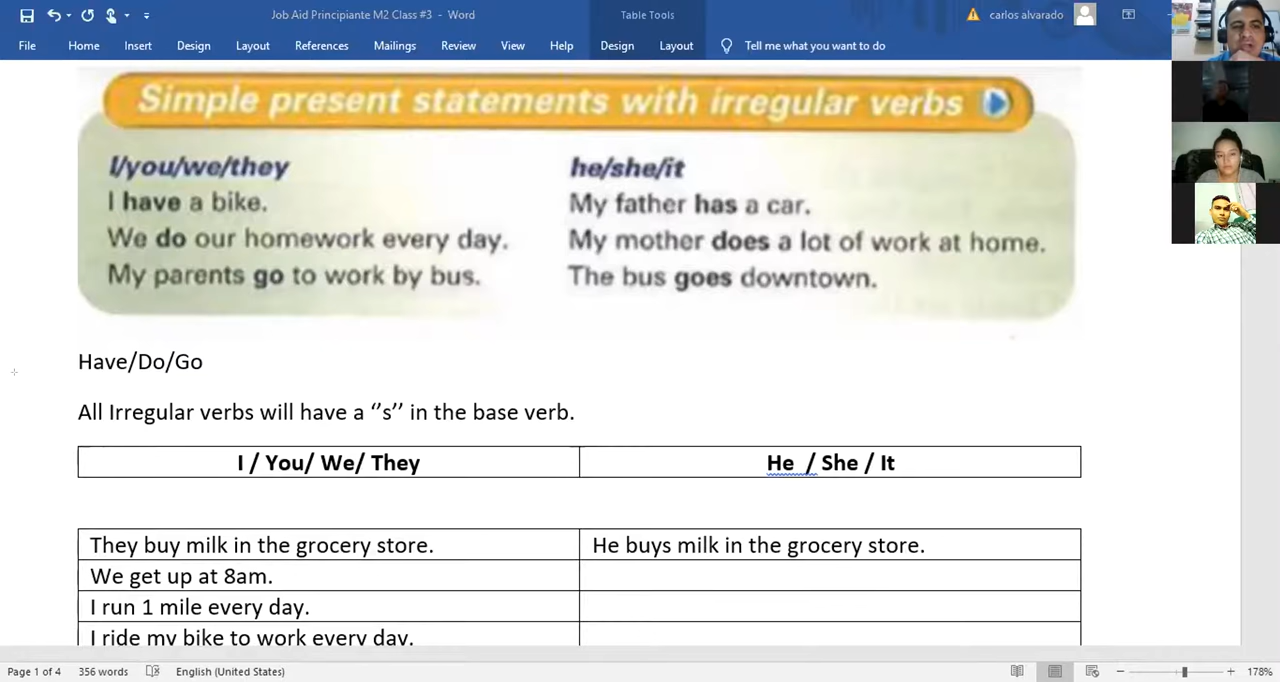 Job Aid Principiante M2 Class #3 - Word
Table Tools
carlos alvarado
File Home Insert Design Layout References Mailings Review View Help Design Layout Tell me what you want to do
Simple present statements with irregular verbs
I/you/we/they he/she/it
I have a bike. My father has a car.
We do our homework every day. My mother does a lot of work at home.
My parents go to work by bus. The bus goes downtown.
Have/Do/Go
All Irregular verbs will have a ‘’s’’ in the base verb.
I / You/ We/ They He / She / It
They buy milk in the grocery store. He buys milk in the grocery store.
We get up at 8am.
I run 1 mile every day.
I ride my bike to work every day.
Page 1 of 4 356 words English (United States) 178%